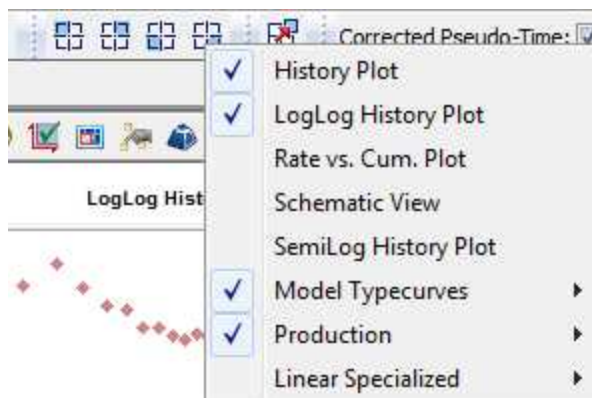 Corrected Pseudo-Time:
History Plot
LogLog History Plot
Rate vs. Cum. Plot
LogLog Hist
Schematic View
SemiLog History Plot
Model Typecurves
Production
Linear Specialized